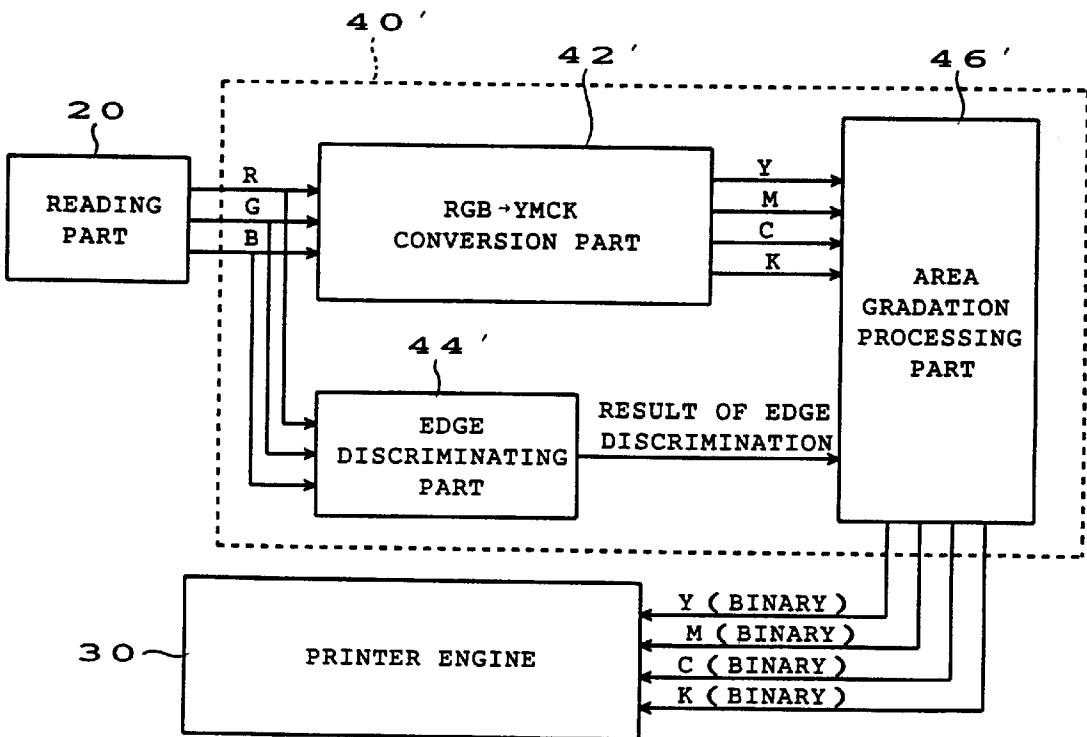 40'
42'
46'
20
R
G
B
READING
PART
RGB→YMCK
CONVERSION PART
Y
M
C
K
AREA
GRADATION
PROCESSING
PART
44'
EDGE
DISCRIMINATING
PART
RESULT OF EDGE
DISCRIMINATION
30
PRINTER ENGINE
Y (BINARY)
M (BINARY)
C (BINARY)
K (BINARY)